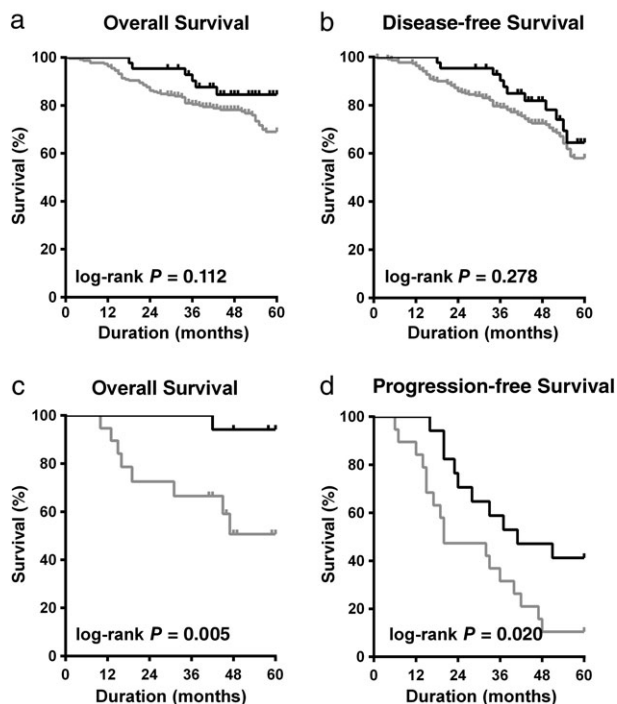 a Overall Survival
100
80
60
40
20
0
Survival (%)
log-rank P = 0.112
0 12 24 36 48 60
Duration (months)
b Disease-free Survival
100
80
60
40
20
0
Survival (%)
log-rank P = 0.278
0 12 24 36 48 60
Duration (months)
c Overall Survival
100
80
60
40
20
0
Survival (%)
log-rank P = 0.005
0 12 24 36 48 60
Duration (months)
d Progression-free Survival
100
80
60
40
20
0
Survival (%)
log-rank P = 0.020
0 12 24 36 48 60
Duration (months)